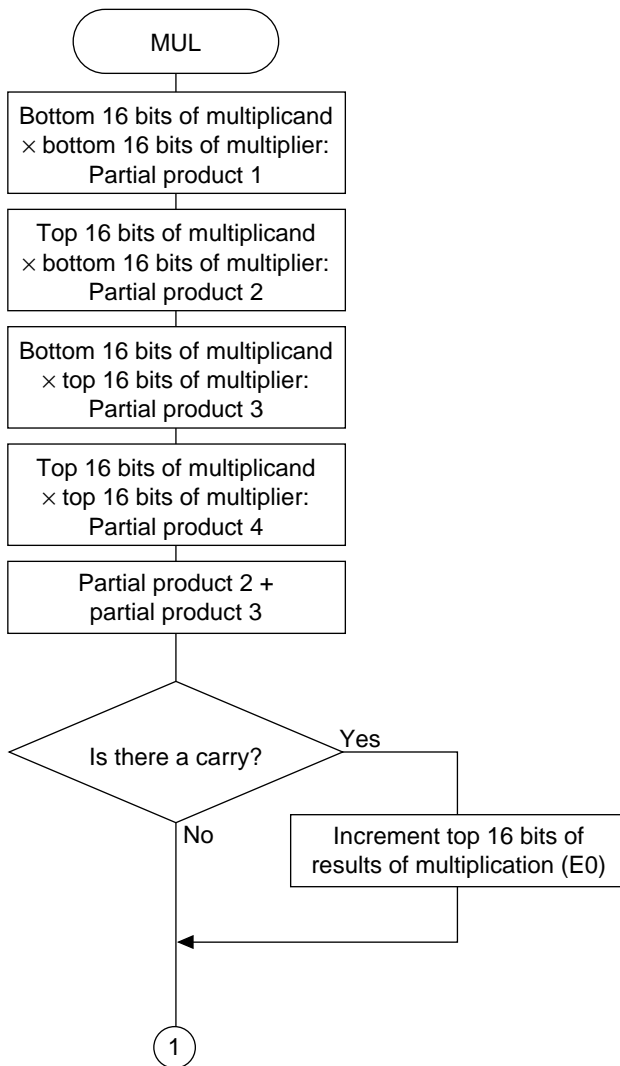 MUL
Bottom 16 bits of multiplicand
× bottom 16 bits of multiplier:
Partial product 1
Top 16 bits of multiplicand
× bottom 16 bits of multiplier:
Partial product 2
Bottom 16 bits of multiplicand
× top 16 bits of multiplier:
Partial product 3
Top 16 bits of multiplicand
× top 16 bits of multiplier:
Partial product 4
Partial product 2 +
partial product 3
Is there a carry?
Yes
No
Increment top 16 bits of
results of multiplication (E0)
1